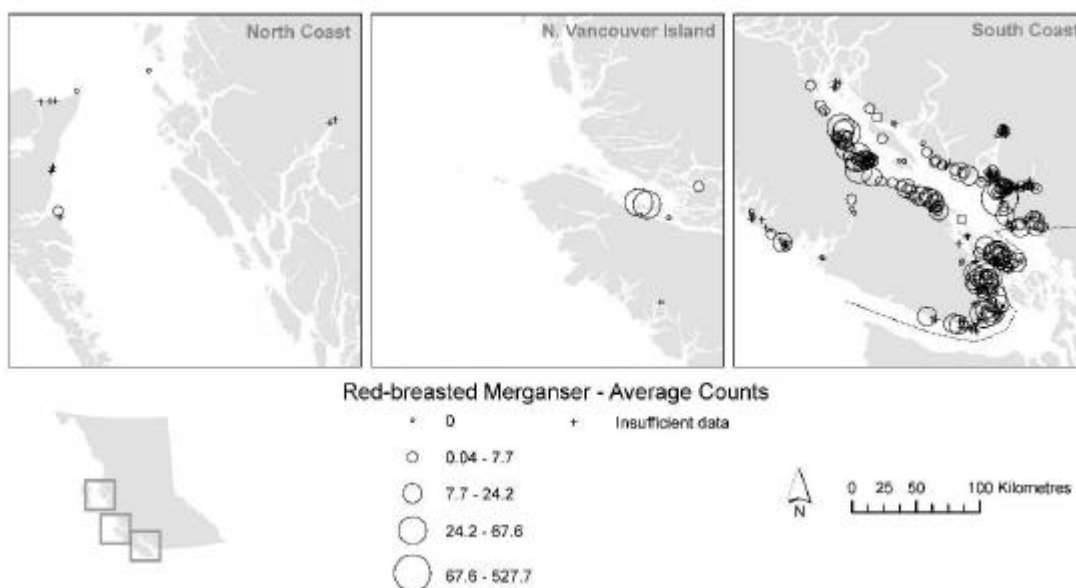 North Coast
N. Vancouver Island
South Coast
Red-breasted Merganser - Average Counts
0
+ Insufficient data
0.04 - 7.7
7.7 - 24.2
24.2 - 67.6
67.6 - 527.7
N
0 25 50 100 Kilometres